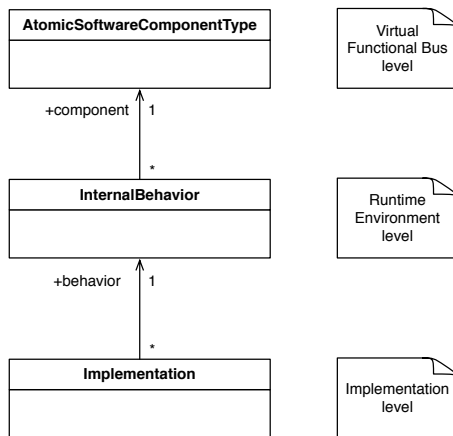 AtomicSoftwareComponentType
Virtual
Functional Bus
level
+component 1
*
InternalBehavior
Runtime
Environment
level
+behavior 1
*
Implementation
Implementation
level